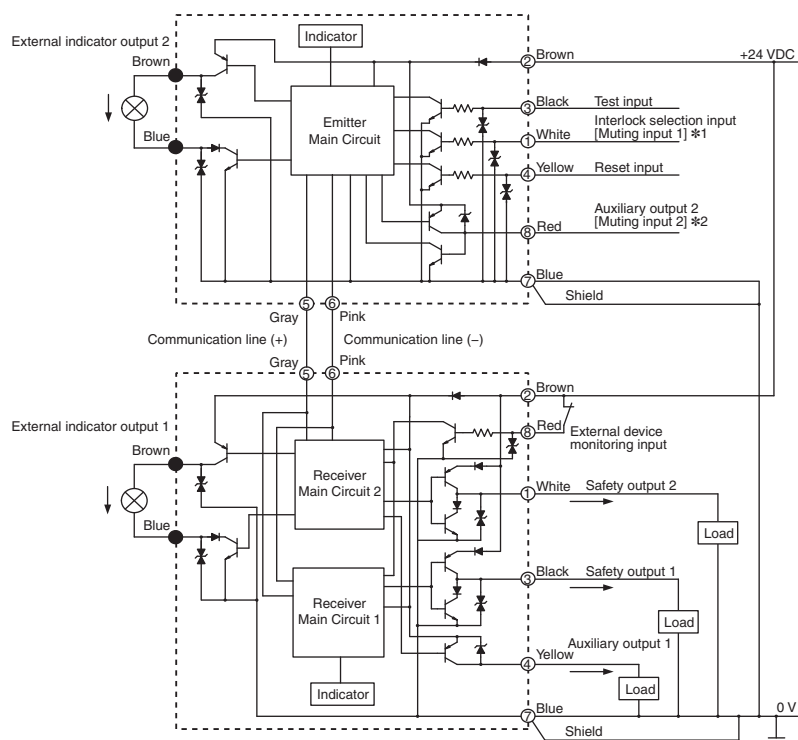 External indicator output 2
Indicator
Brown
② Brown
+24 VDC
③ Black Test input
Interlock selection input
① White [Muting input 1] ✻1
Emitter
Main Circuit
Blue
④ Yellow Reset input
Auxiliary output 2
⑧ Red [Muting input 2] ✻2
⑦ Blue
Shield
⑤ ⑥
Gray Pink
Communication line (+) Communication line (−)
Gray Pink
⑤ ⑥
② Brown
External indicator output 1
⑧ Red
External device
monitoring input
Brown
Receiver
Main Circuit 2
① White Safety output 2
Blue
Load
③ Black Safety output 1
Receiver
Main Circuit 1
Load
Auxiliary output 1
④ Yellow
Indicator
Load
⑦ Blue
0 V
Shield